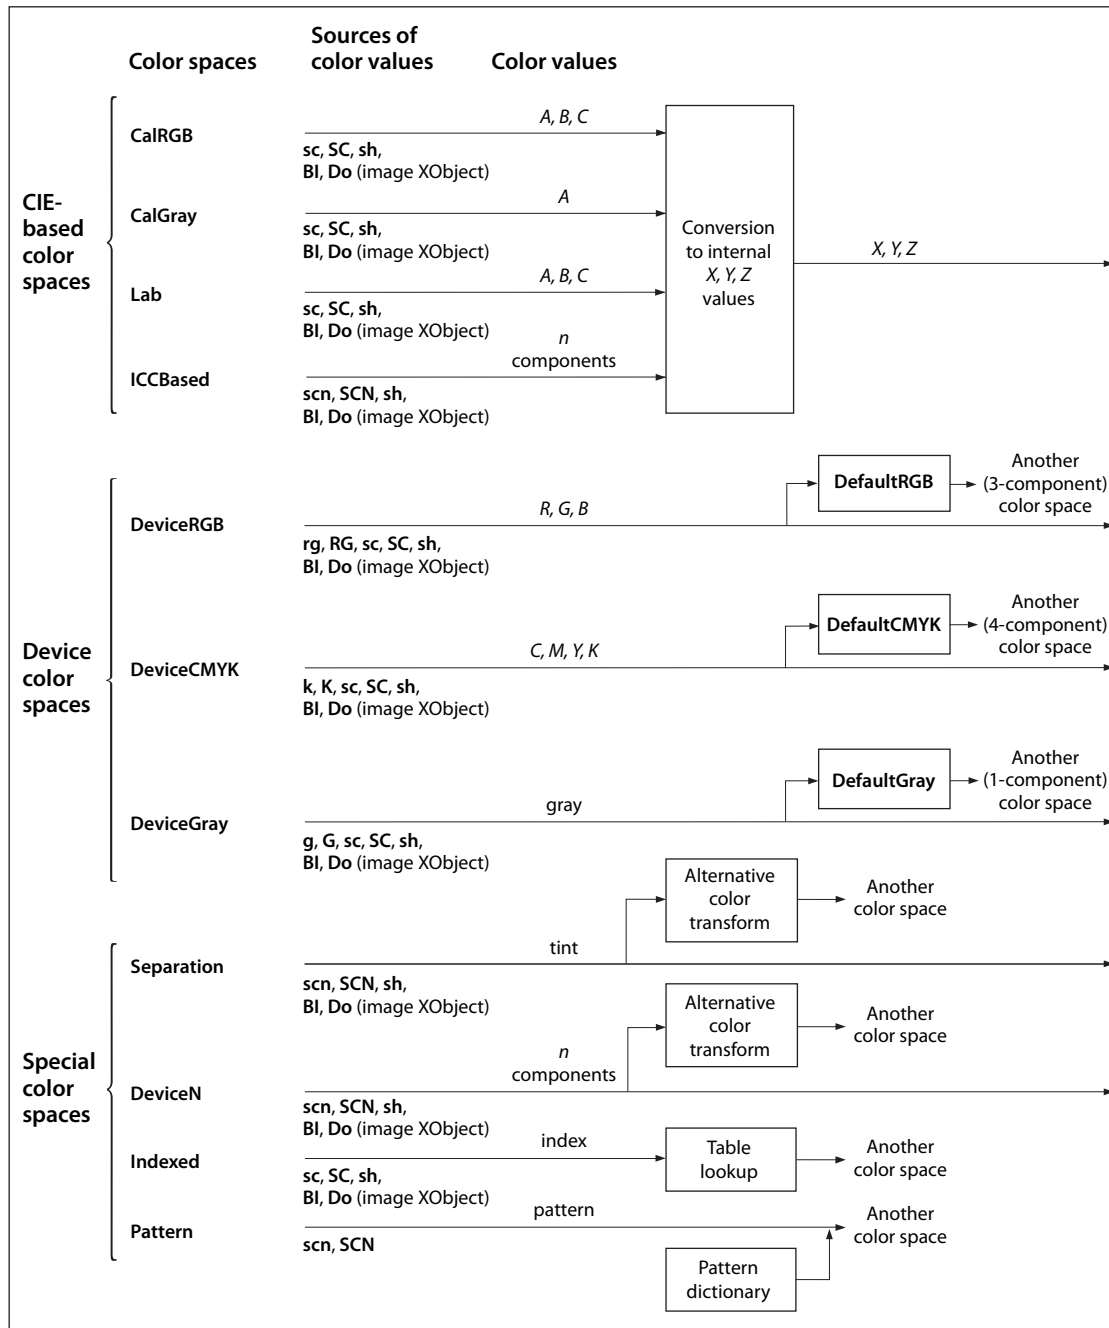 Color spaces
Sources of
color values
Color values
CIE-
based
color
spaces
CalRGB
A, B, C
sc, SC, sh,
BI, Do (image XObject)
CalGray
A
sc, SC, sh,
BI, Do (image XObject)
Lab
A, B, C
sc, SC, sh,
BI, Do (image XObject)
ICCBased
n
components
scn, SCN, sh,
BI, Do (image XObject)
Conversion
to internal
X, Y, Z
values
X, Y, Z
Device
color
spaces
DeviceRGB
R, G, B
rg, RG, sc, SC, sh,
BI, Do (image XObject)
DefaultRGB
Another
(3-component)
color space
DeviceCMYK
C, M, Y, K
k, K, sc, SC, sh,
BI, Do (image XObject)
DefaultCMYK
Another
(4-component)
color space
DeviceGray
gray
g, G, sc, SC, sh,
BI, Do (image XObject)
DefaultGray
Another
(1-component)
color space
Special
color
spaces
Separation
tint
scn, SCN, sh,
BI, Do (image XObject)
Alternative
color
transform
Another
color space
DeviceN
n
components
scn, SCN, sh,
BI, Do (image XObject)
Alternative
color
transform
Another
color space
Indexed
index
sc, SC, sh,
BI, Do (image XObject)
Table
lookup
Another
color space
Pattern
pattern
scn, SCN
Another
color space
Pattern
dictionary